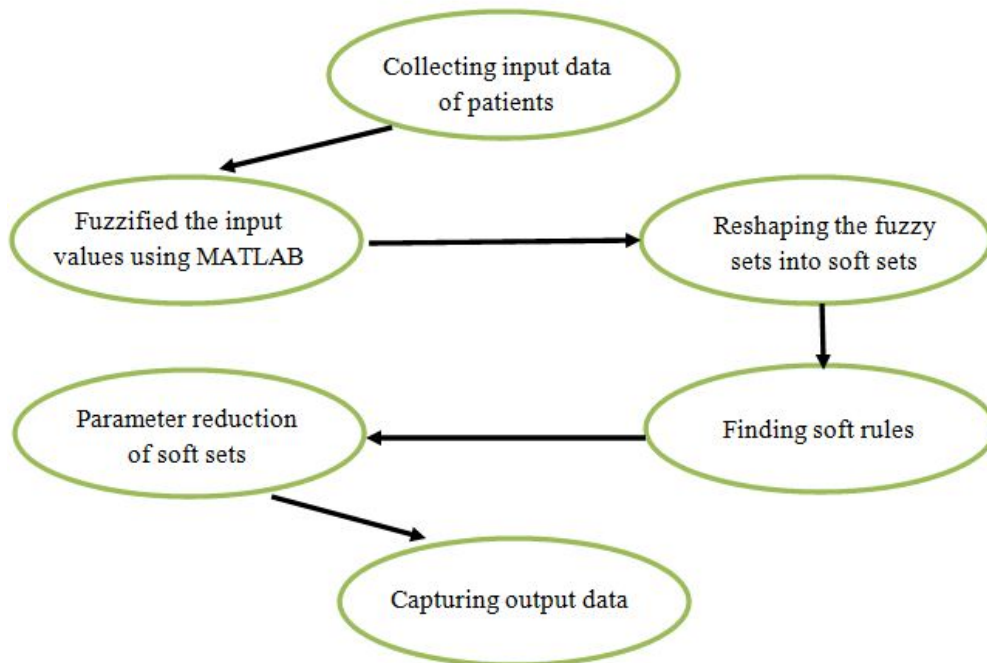 Collecting input data
of patients
Fuzzified the input
values using MATLAB
Reshaping the fuzzy
sets into soft sets
Finding soft rules
Parameter reduction
of soft sets
Capturing output data